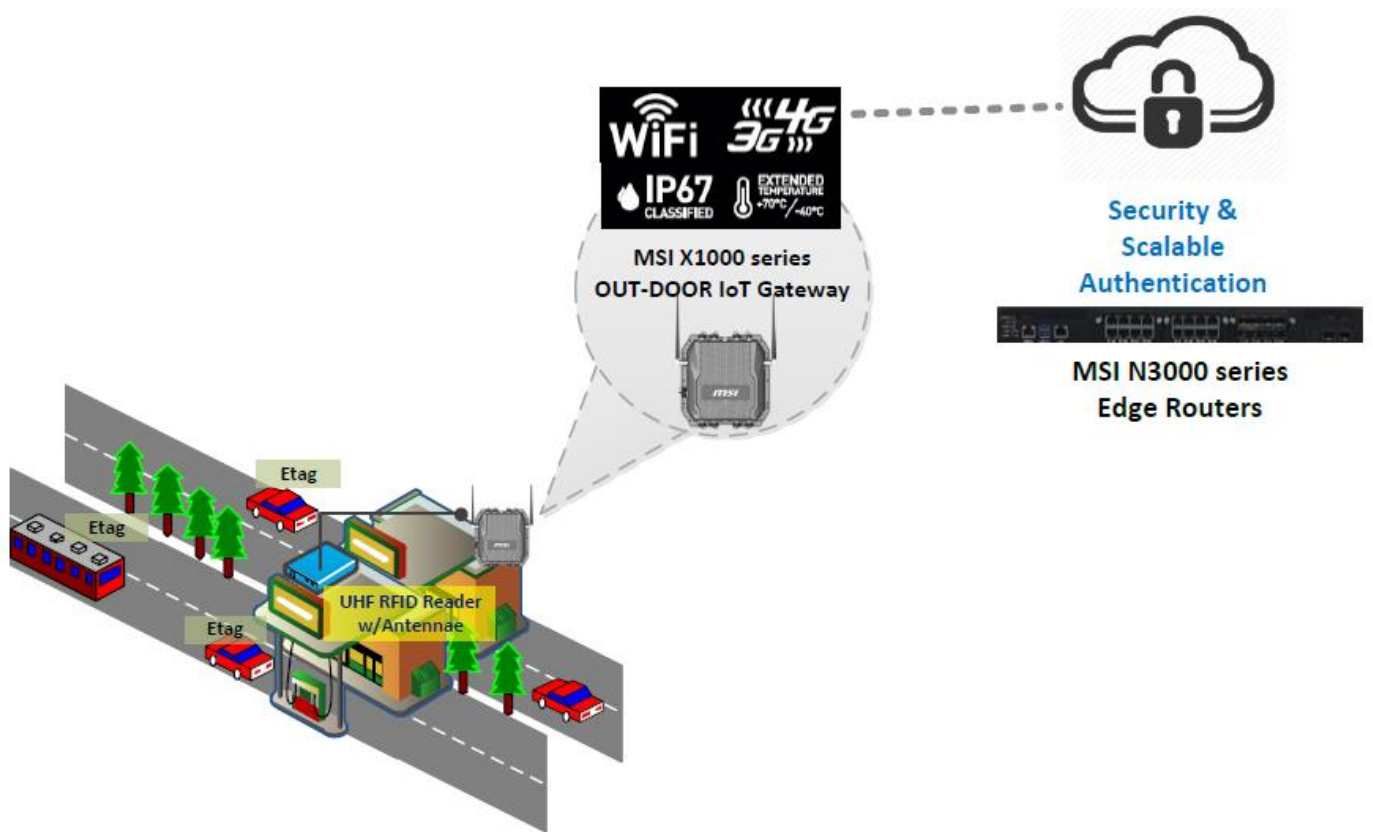 WiFi
3G 4G
IP67
CLASSIFIED
EXTENDED
TEMPERATURE
+70°C/-40°C
MSI X1000 series
OUT-DOOR IoT Gateway
msi
Security &
Scalable
Authentication
MSI N3000 series
Edge Routers
Etag
Etag
msi
UHF RFID Reader
w/Antennae
Etag